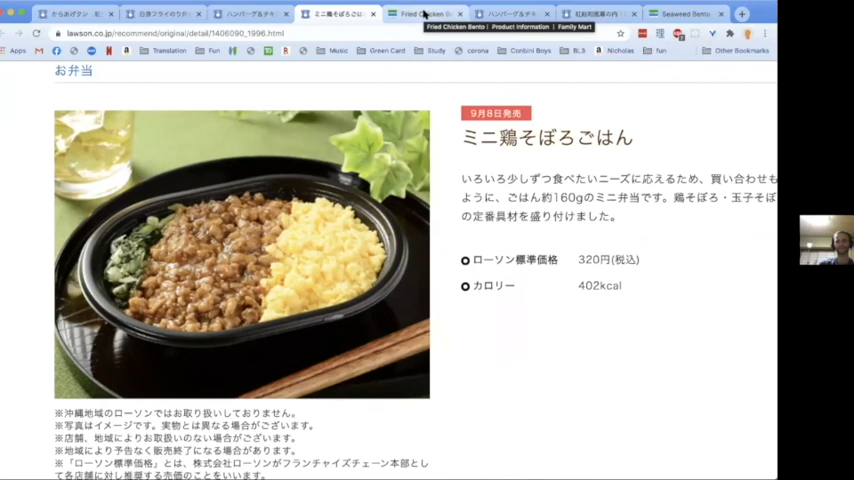 からあげクン
白身フライのり弁
ハンバーグ&チキ
ミニ鶏そぼろごは
Fried Chicken B
ハンバーグ&チキ
紅鮭和風幕の内
Seaweed Bento
Fried Chicken Bento | Product Information | Family Mart
lawson.co.jp/recommend/original/detail/1406090_1996.html
Apps
Translation
Fun
Music
Green Card
Study
corona
Conbini Boys
BL3
Nicholas
fun
Other Bookmarks
お弁当
9月8日発売
ミニ鶏そぼろごはん
いろいろ少しずつ食べたいニーズに応えるため、買い合わせも
ように、ごはん約160gのミニ弁当です。鶏そぼろ・玉子そぼ
の定番具材を盛り付けました。
ローソン標準価格 320円(税込)
カロリー 402kcal
※沖縄地域のローソンではお取り扱いしておりません。
※写真はイメージです。実物とは異なる場合がございます。
※店舗、地域によりお取扱いのない場合がございます。
※地域により予告なく販売終了になる場合があります。
※「ローソン標準価格」とは、株式会社ローソンがフランチャイズチェーン本部とし
て各店舗に対し推奨する売価のことをいいます。